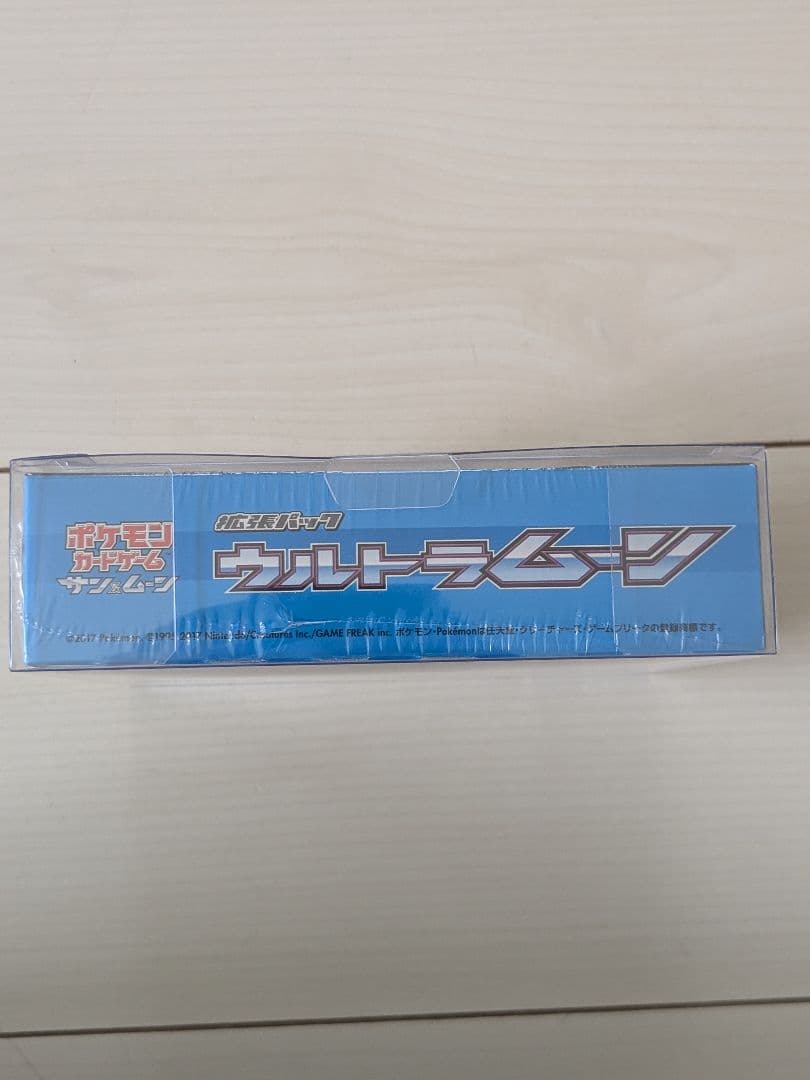 ポケモン
カードゲーム™
サン&ムーン
拡張パック
ウルトラムーン
©2017 Pokémon. ©1995-2017 Nintendo/Creatures Inc./GAME FREAK inc. ポケモン・Pokémonは任天堂・クリーチャーズ・ゲームフリークの登録商標です。